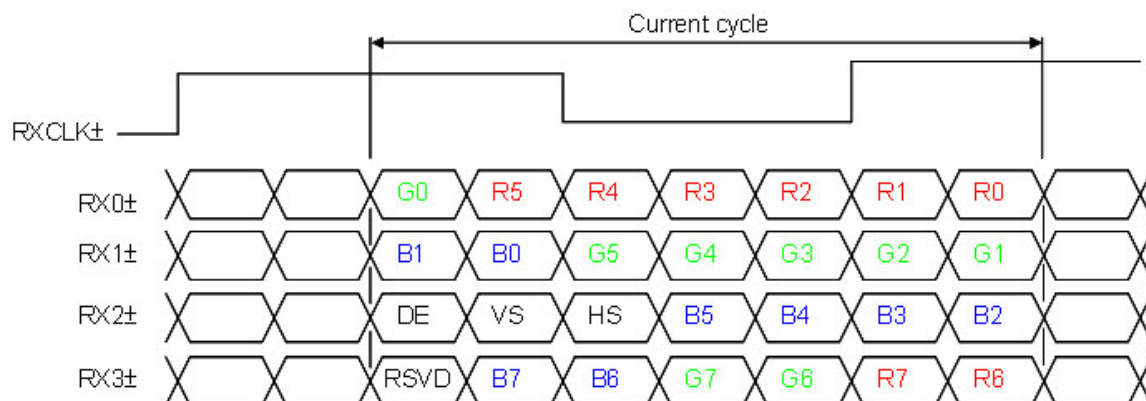 Current cycle
RXCLK±
RX0± G0 R5 R4 R3 R2 R1 R0
RX1± B1 B0 G5 G4 G3 G2 G1
RX2± DE VS HS B5 B4 B3 B2
RX3± RSVD B7 B6 G7 G6 R7 R6